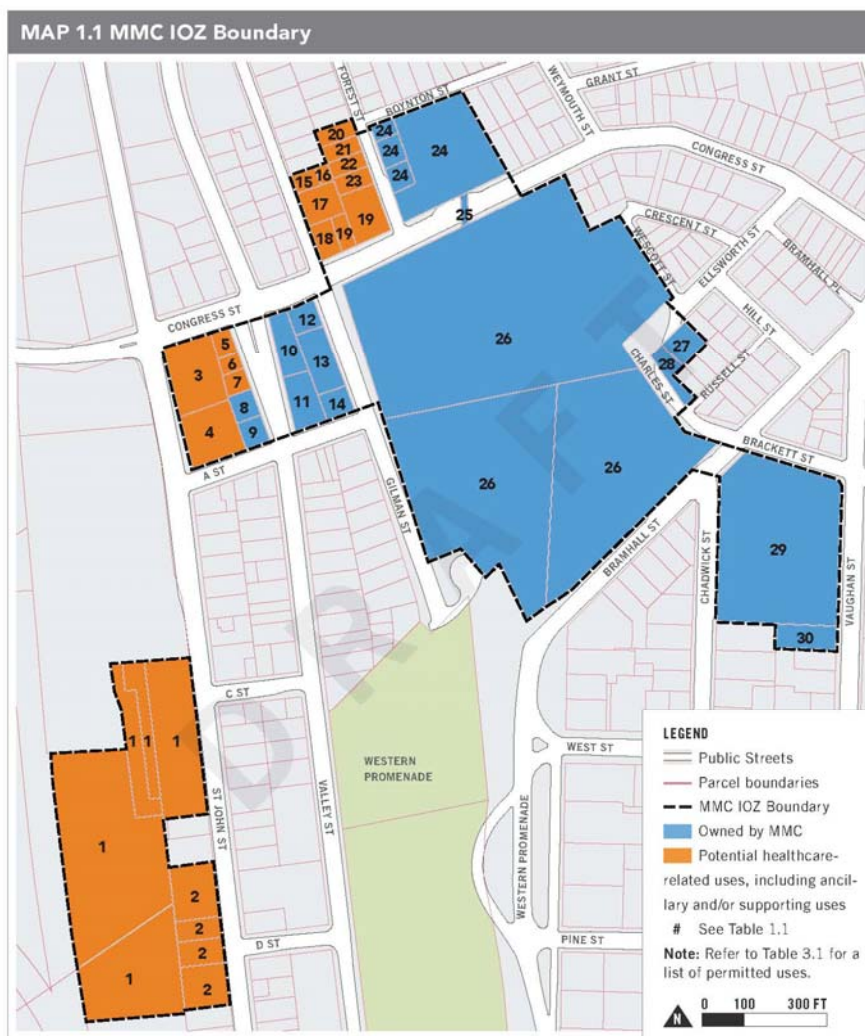 MAP 1.1 MMC IOZ Boundary
FOREST ST
BOYNTON ST
WEYMOUTH ST
GRANT ST
CONGRESS ST
20
21
22
23
15
16
17
18
19
19
24
24
24
24
25
CRESCENT ST
WESCOTT ST
ELLSWORTH ST
BRAMHALL PL
HILL ST
RUSSELL ST
CHARLES ST
BRACKETT ST
CONGRESS ST
3
4
5
6
7
8
9
10
11
12
13
14
26
26
26
27
28
A ST
GILMAN ST
BRAMHALL ST
CHADWICK ST
VAUGHAN ST
29
30
DRAFT
C ST
ST JOHN ST
VALLEY ST
WESTERN
PROMENADE
WESTERN PROMENADE
WEST ST
PINE ST
D ST
1
1
1
1
1
2
2
2
2
LEGEND
Public Streets
Parcel boundaries
MMC IOZ Boundary
Owned by MMC
Potential healthcare-
related uses, including ancil-
lary and/or supporting uses
# See Table 1.1
Note: Refer to Table 3.1 for a
list of permitted uses.
N
0 100 300 FT